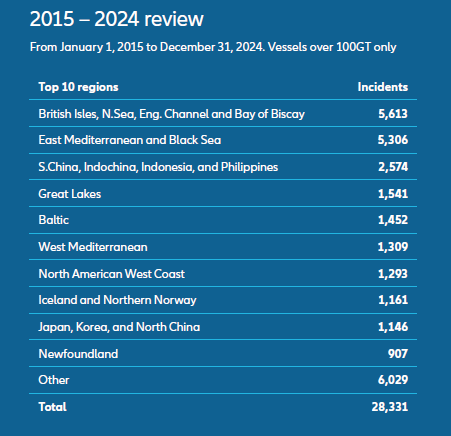 2015 – 2024 review
From January 1, 2015 to December 31, 2024. Vessels over 100GT only
Top 10 regions Incidents
British Isles, N.Sea, Eng. Channel and Bay of Biscay 5,613
East Mediterranean and Black Sea 5,306
S.China, Indochina, Indonesia, and Philippines 2,574
Great Lakes 1,541
Baltic 1,452
West Mediterranean 1,309
North American West Coast 1,293
Iceland and Northern Norway 1,161
Japan, Korea, and North China 1,146
Newfoundland 907
Other 6,029
Total 28,331